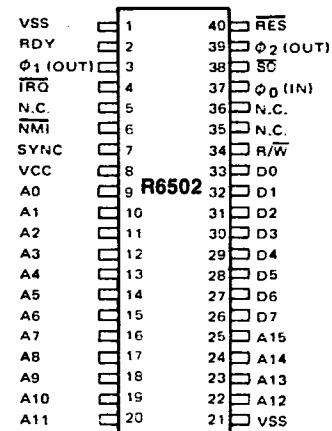 VSS 1 40 R̅E̅S̅
RDY 2 39 ϕ2 (OUT)
ϕ1 (OUT) 3 38 S̅O̅
I̅R̅Q̅ 4 37 ϕ0 (IN)
N.C. 5 36 N.C.
N̅M̅I̅ 6 35 N.C.
SYNC 7 34 R/W̅
VCC 8 33 D0
A0 9 R6502 32 D1
A1 10 31 D2
A2 11 30 D3
A3 12 29 D4
A4 13 28 D5
A5 14 27 D6
A6 15 26 D7
A7 16 25 A15
A8 17 24 A14
A9 18 23 A13
A10 19 22 A12
A11 20 21 VSS